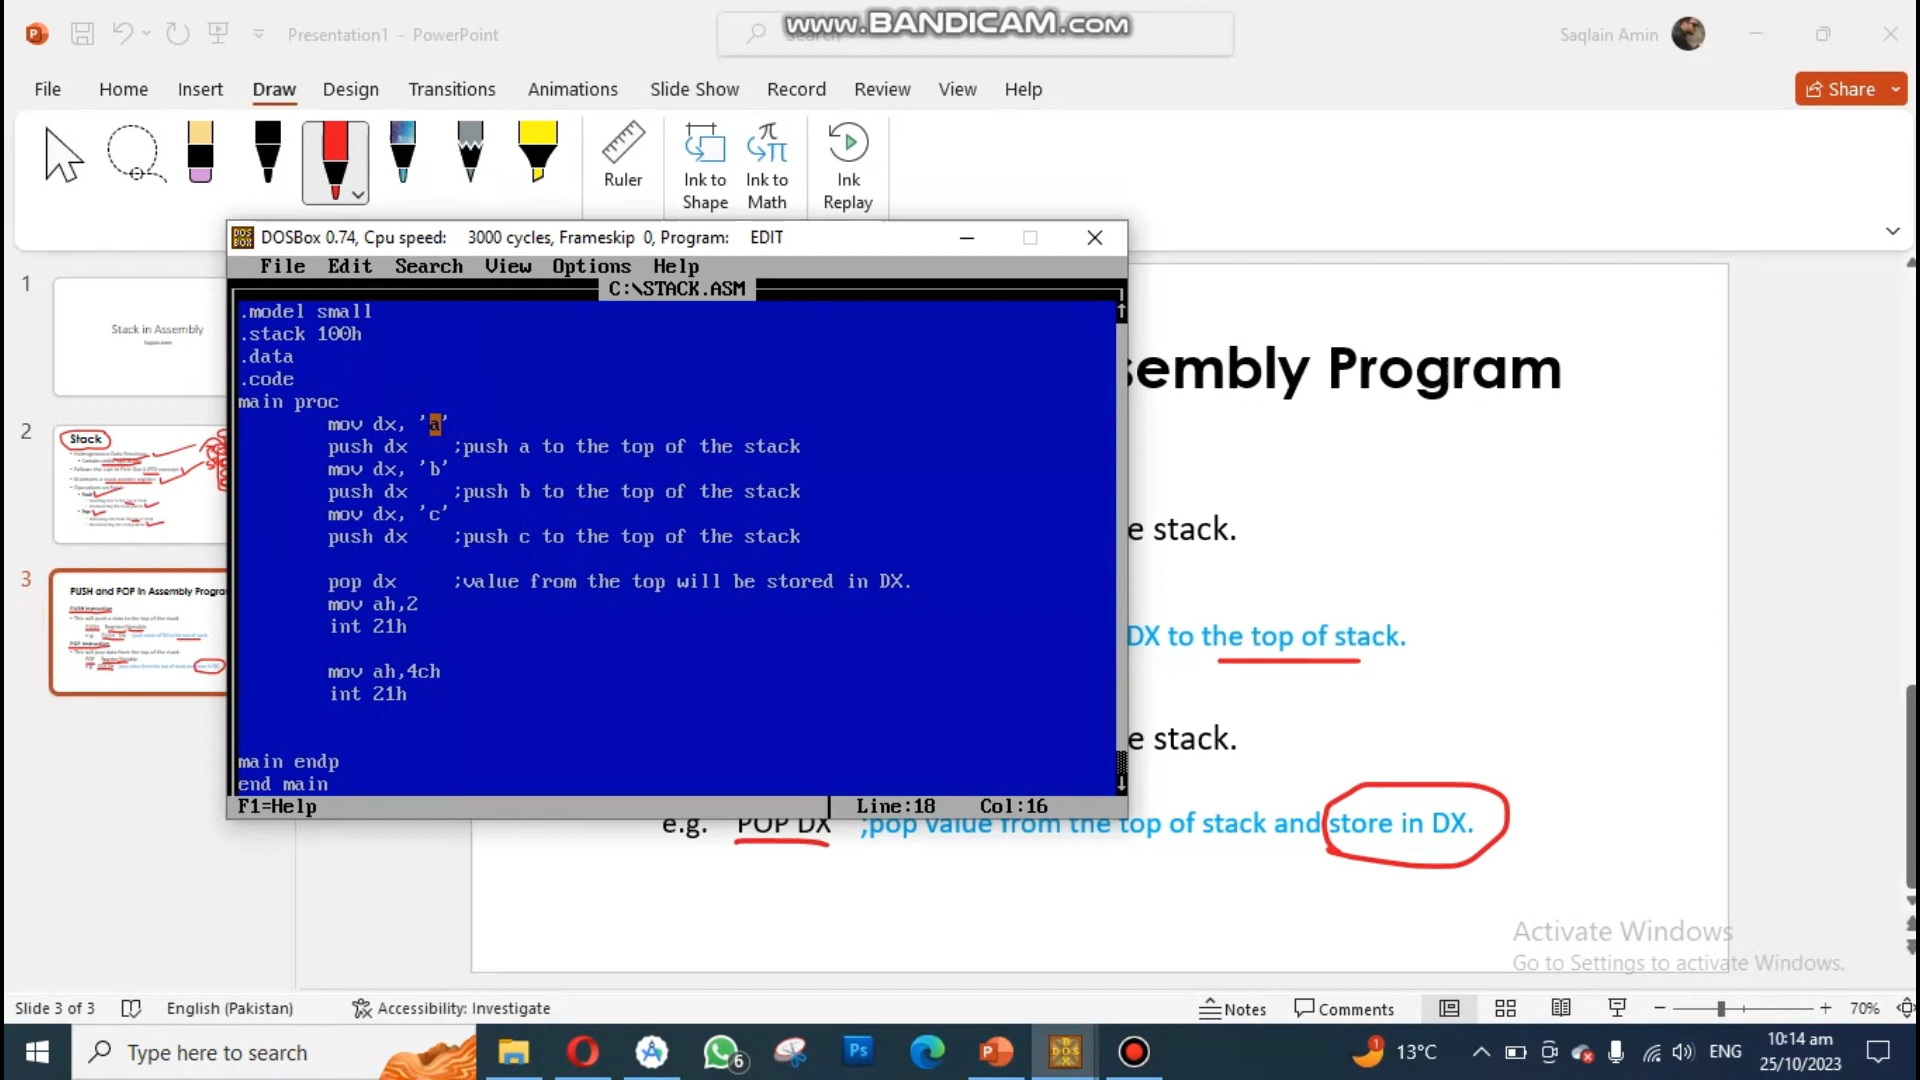 www.BANDICAM.com
Presentation1 - PowerPoint
Saqlain Amin
File Home Insert Draw Design Transitions Animations Slide Show Record Review View Help
Share
Ruler
Ink to Shape
Ink to Math
Ink Replay
DOSBox 0.74, Cpu speed: 3000 cycles, Frameskip 0, Program: EDIT
File Edit Search View Options Help
C:\STACK.ASM
.model small
.stack 100h
.data
.code
main proc
mov dx, 'a'
push dx ;push a to the top of the stack
mov dx, 'b'
push dx ;push b to the top of the stack
mov dx, 'c'
push dx ;push c to the top of the stack
pop dx ;value from the top will be stored in DX.
mov ah,2
int 21h
mov ah,4ch
int 21h
main endp
end main
F1=Help Line:18 Col:16
1
Stack in Assembly
Saqlain Amin
2
Stack
3
PUSH and POP in Assembly Progra
sembly Program
e stack.
DX to the top of stack.
e stack.
e.g. POP DX ;pop value from the top of stack and store in DX.
Activate Windows
Go to Settings to activate Windows.
Slide 3 of 3 English (Pakistan) Accessibility: Investigate Notes Comments 70%
Type here to search
Ps
6
1
13°C
ENG
10:14 am
25/10/2023